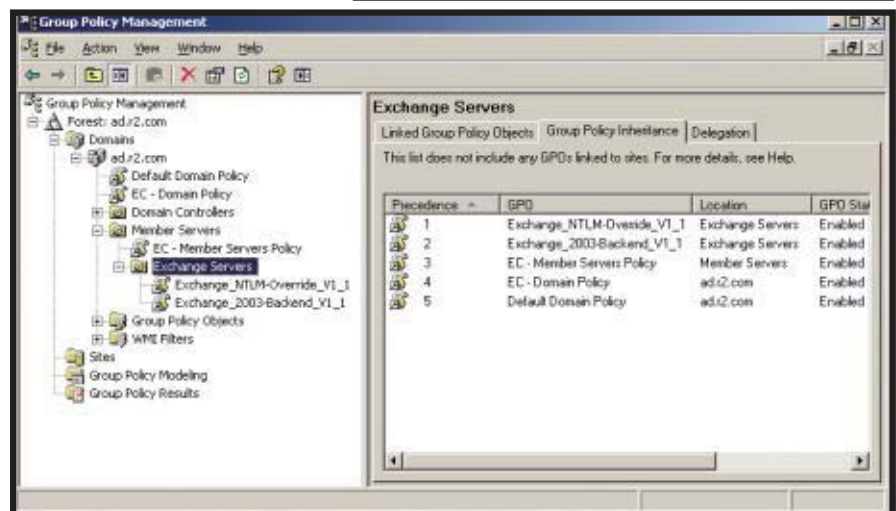 Group Policy Management
File Action View Window Help
Group Policy Management
Forest: ad.r2.com
Domains
ad.r2.com
Default Domain Policy
EC - Domain Policy
Domain Controllers
Member Servers
EC - Member Servers Policy
Exchange Servers
Exchange_NTLM-Override_V1_1
Exchange_2003-Backend_V1_1
Group Policy Objects
WMI Filters
Sites
Group Policy Modeling
Group Policy Results
Exchange Servers
Linked Group Policy Objects Group Policy Inheritance Delegation
This list does not include any GPOs linked to sites. For more details, see Help.
Precedence GPO Location GPO Stat
1 Exchange_NTLM-Override_V1_1 Exchange Servers Enabled
2 Exchange_2003-Backend_V1_1 Exchange Servers Enabled
3 EC - Member Servers Policy Member Servers Enabled
4 EC - Domain Policy ad.r2.com Enabled
5 Default Domain Policy ad.r2.com Enabled